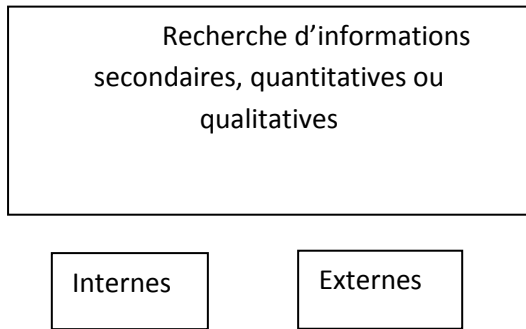 Recherche d’informations
secondaires, quantitatives ou
qualitatives
Internes
Externes